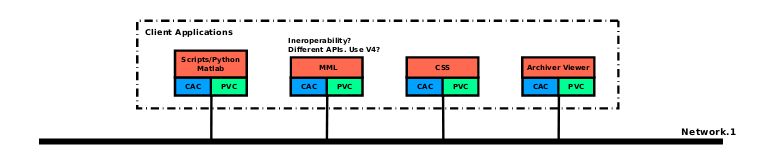 Client Applications
Ineroperability?
Different APIs. Use V4?
Scripts/Python
Matlab
CAC PVC
MML
CAC PVC
CSS
CAC PVC
Archiver Viewer
CAC PVC
Network.1